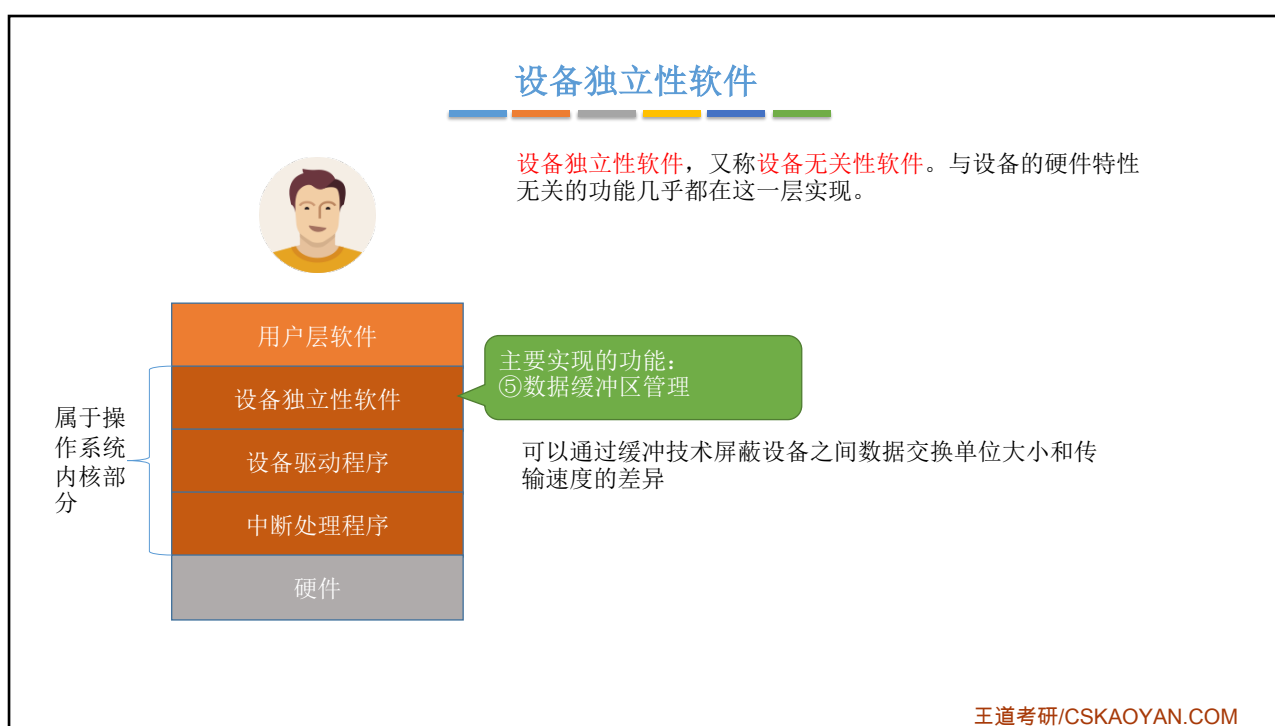 设备独立性软件
设备独立性软件，又称设备无关性软件。与设备的硬件特性
无关的功能几乎都在这一层实现。
用户层软件
设备独立性软件
设备驱动程序
中断处理程序
硬件
属于操
作系统
内核部
分
主要实现的功能：
⑤数据缓冲区管理
可以通过缓冲技术屏蔽设备之间数据交换单位大小和传
输速度的差异
王道考研/CSKAOYAN.COM